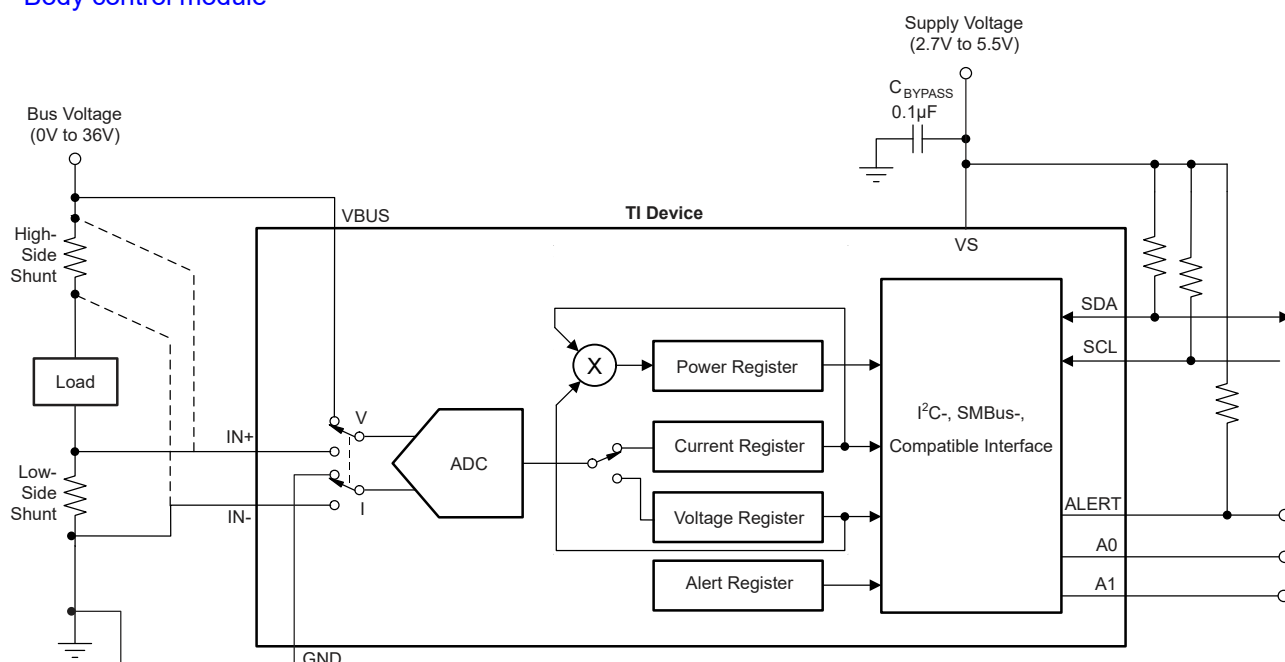 Body control module
Supply Voltage
(2.7V to 5.5V)
CBYPASS
0.1µF
Bus Voltage
(0V to 36V)
VBUS
TI Device
VS
High-
Side
Shunt
SDA
SCL
X
Power Register
Load
V
I²C-, SMBus-,
Compatible Interface
IN+
ADC
Current Register
Low-
Side
Shunt
I
IN-
Voltage Register
ALERT
A0
Alert Register
A1
GND